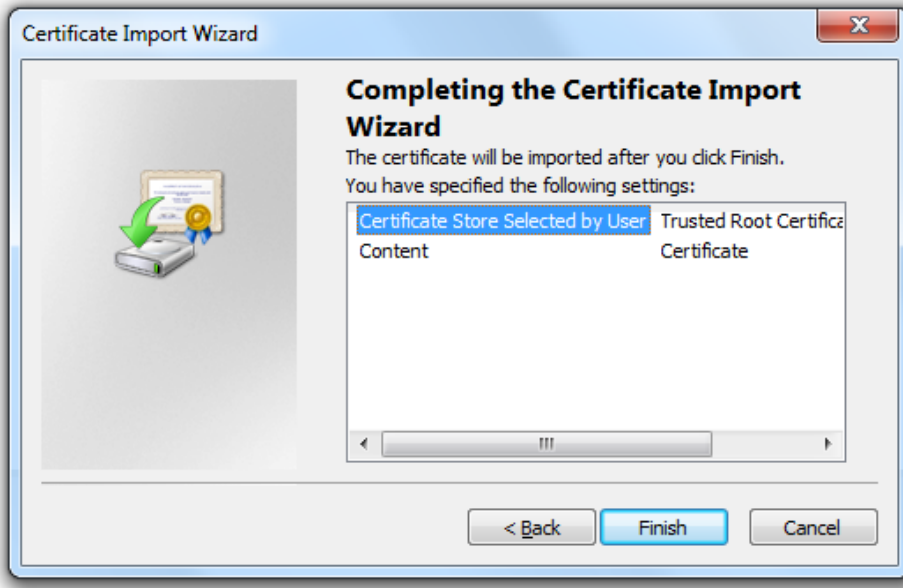 Certificate Import Wizard
Completing the Certificate Import
Wizard
The certificate will be imported after you click Finish.
You have specified the following settings:
Certificate Store Selected by User Trusted Root Certifica
Content Certificate
< Back Finish Cancel